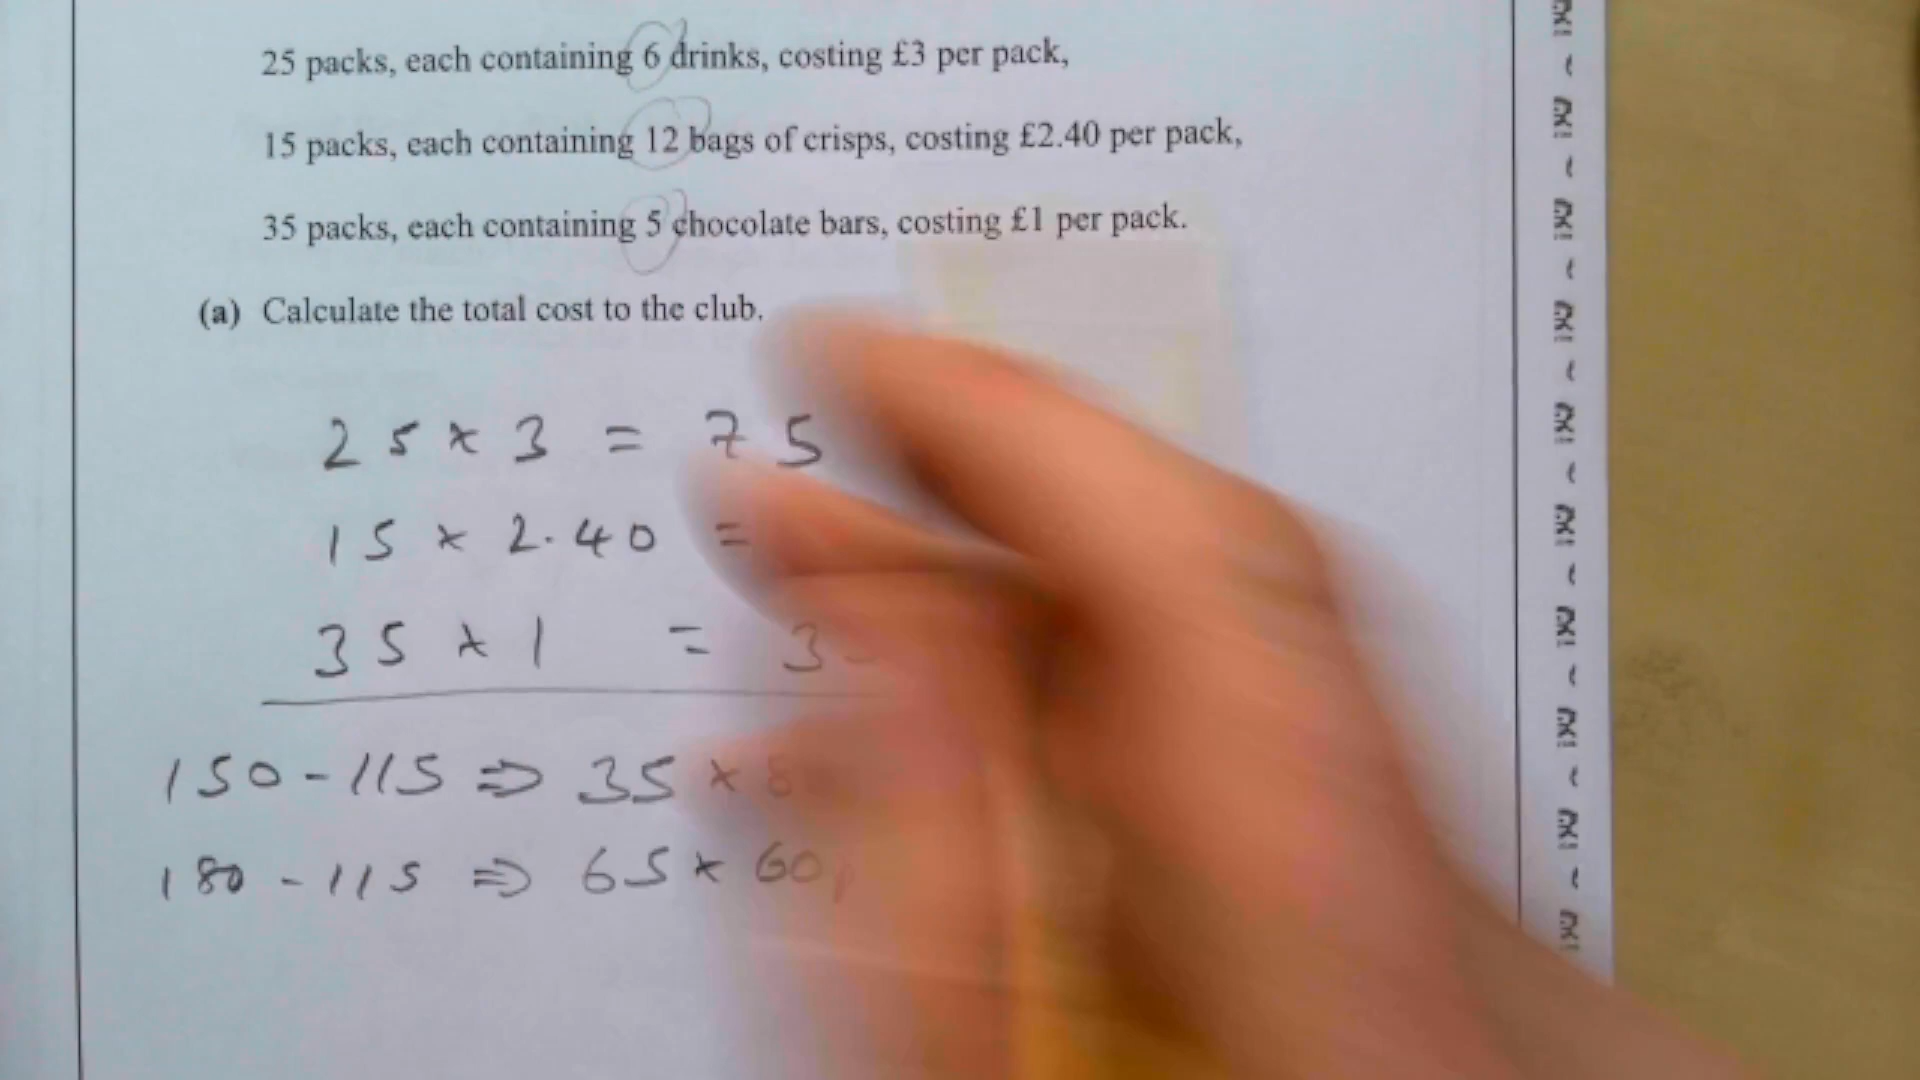 25 packs, each containing 6 drinks, costing £3 per pack,
15 packs, each containing 12 bags of crisps, costing £2.40 per pack,
35 packs, each containing 5 chocolate bars, costing £1 per pack.
(a) Calculate the total cost to the club.
25 × 3 = 75
15 × 2.40 =
35 × 1 = 3
150 - 115 ⇒ 35 ×
180 - 115 ⇒ 65 × 60